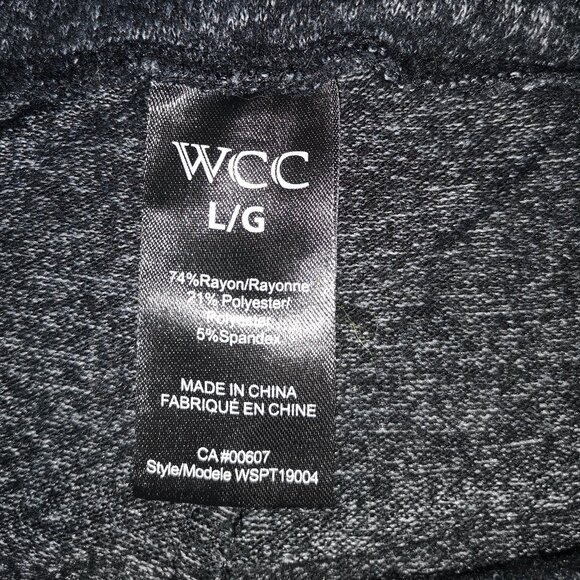 WCC
L/G
74%Rayon/Rayonne
21% Polyester/
Polyester
5%Spandex
MADE IN CHINA
FABRIQUÉ EN CHINE
CA #00607
Style/Modele WSPT19004